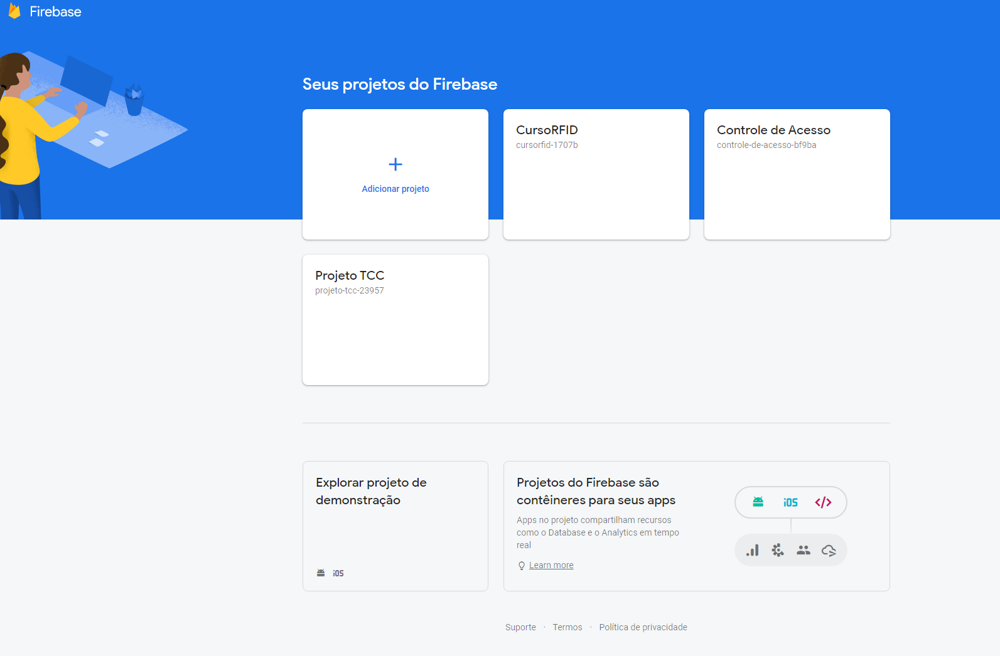 Firebase
Seus projetos do Firebase
Adicionar projeto
CursoRFID
cursorfid-1707b
Controle de Acesso
controle-de-acesso-bf9ba
Projeto TCC
projeto-tcc-23957
Explorar projeto de
demonstração
iOS
Projetos do Firebase são
contêineres para seus apps
Apps no projeto compartilham recursos
como o Database e o Analytics em tempo
real
Learn more
iOS </>
Suporte · Termos · Política de privacidade